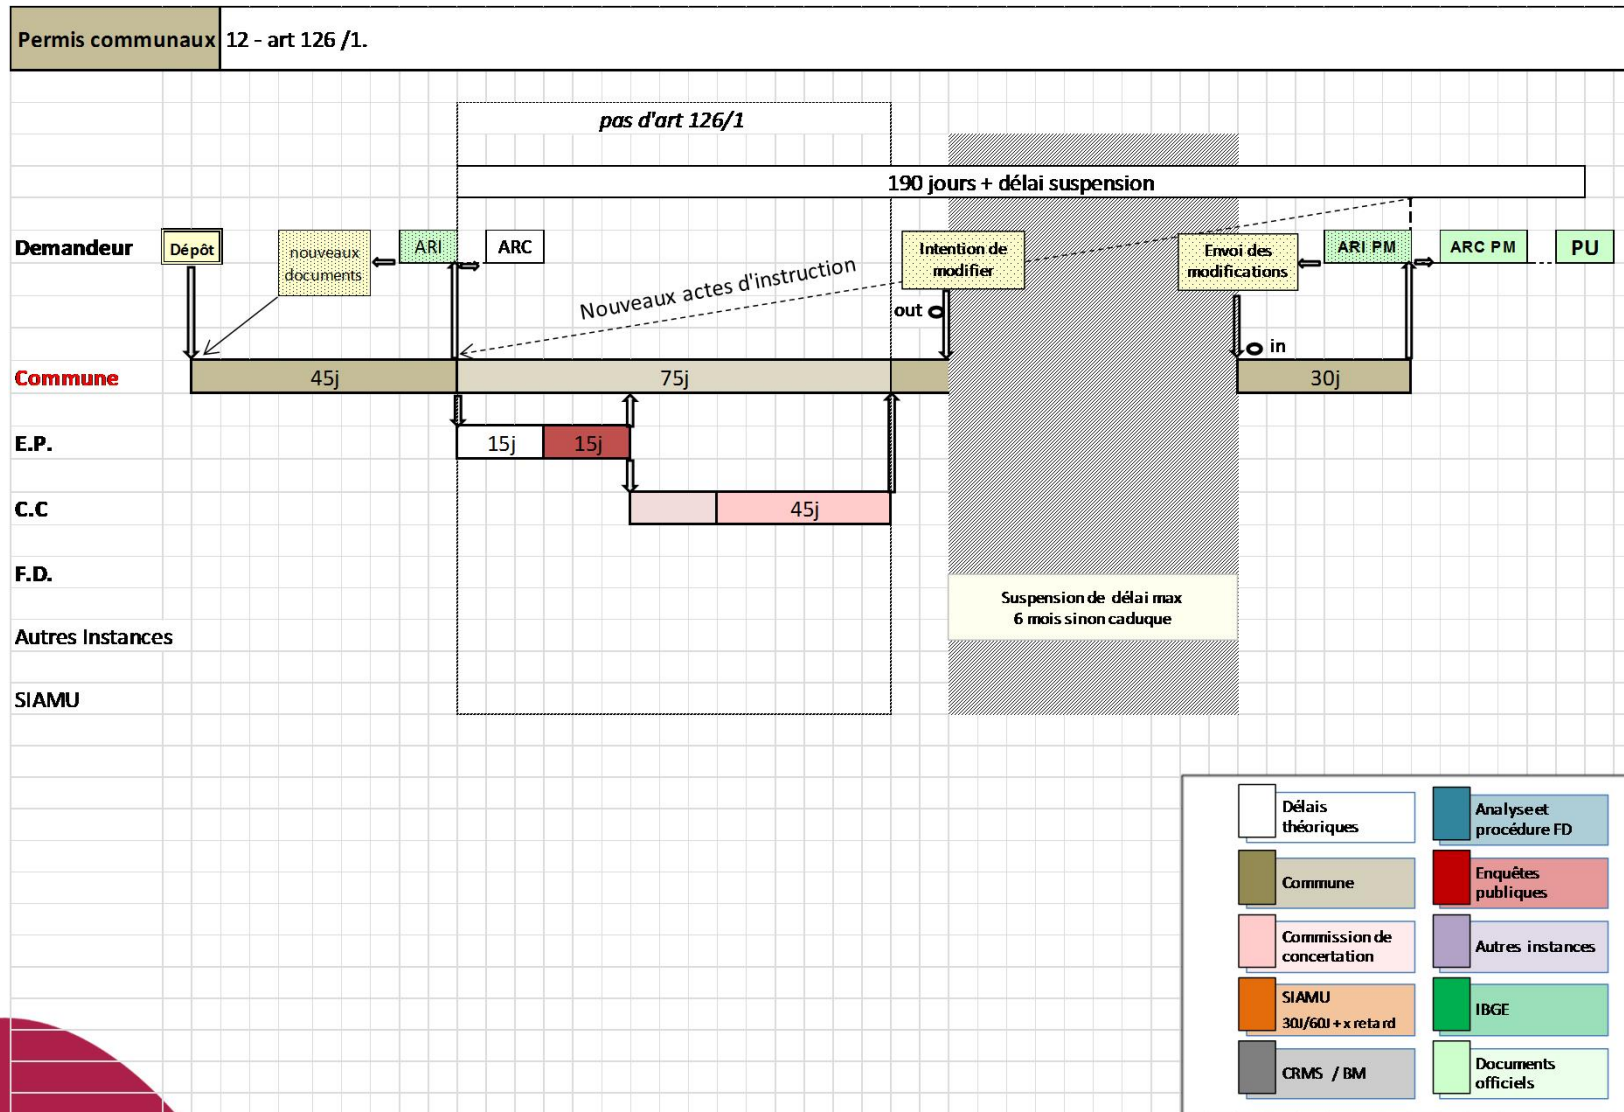 Permis communaux 12 - art 126 /1.
pas d'art 126/1
190 jours + délai suspension
Demandeur
Dépôt
nouveaux
documents
ARI
ARC
Intention de
modifier
Envoi des
modifications
ARI PM
ARC PM
PU
Nouveaux actes d'instruction
out
in
Commune
45j
75j
30j
E.P.
15j
15j
C.C
45j
F.D.
Suspension de délai max
6 mois sinon caduque
Autres Instances
SIAMU
Délais
théoriques
Analyse et
procédure FD
Commune
Enquêtes
publiques
Commission de
concertation
Autres instances
SIAMU
30J/60J + x retard
IBGE
CRMS / BM
Documents
officiels